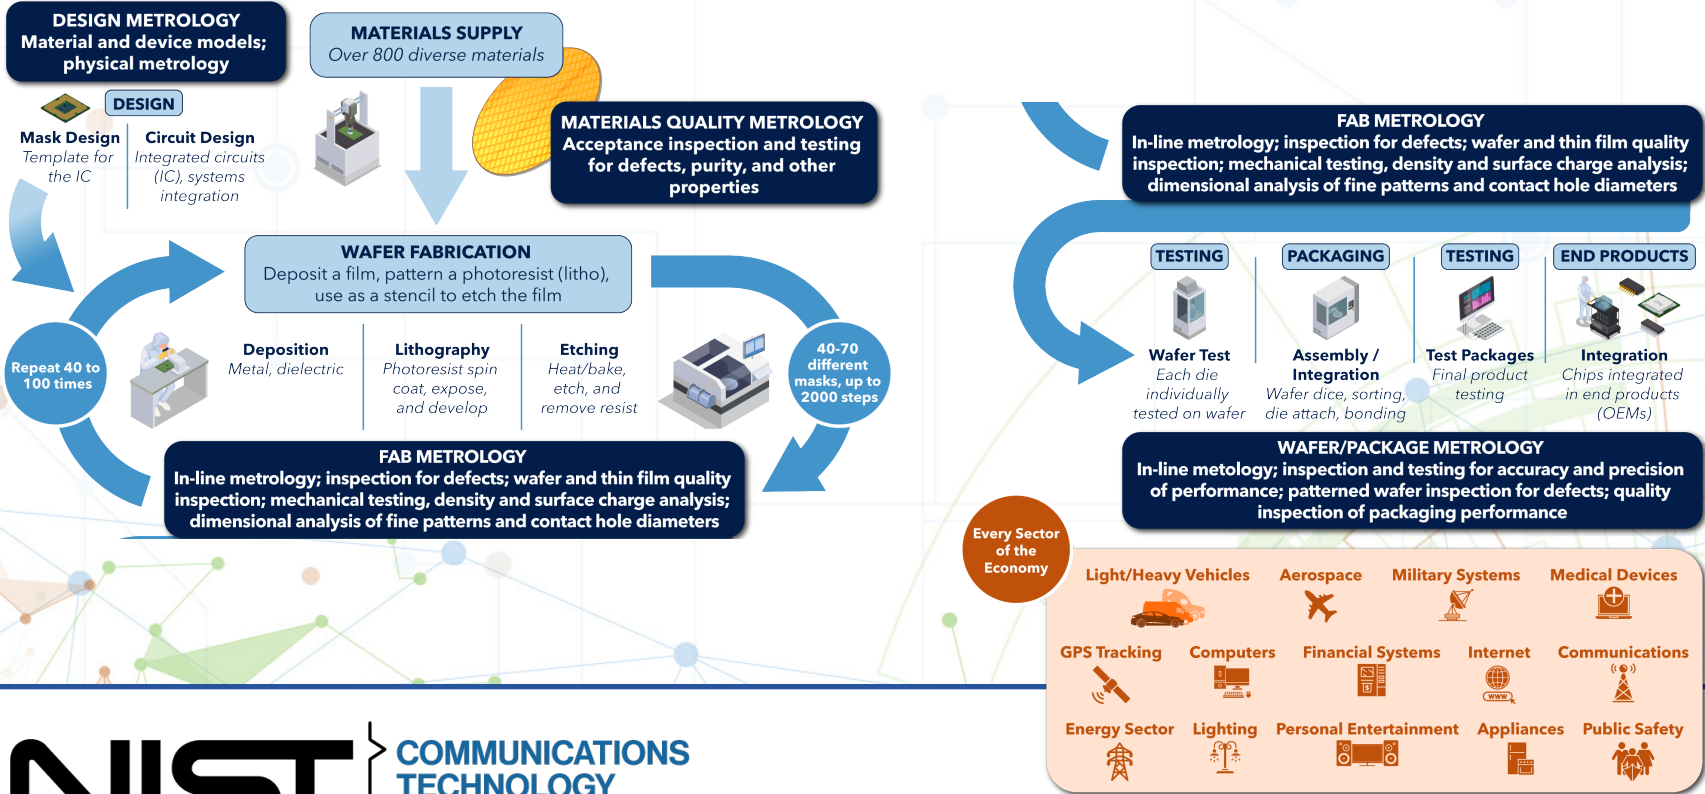 DESIGN METROLOGY
Material and device models;
physical metrology
DESIGN
Mask Design
Template for
the IC
Circuit Design
Integrated circuits
(IC), systems
integration
MATERIALS SUPPLY
Over 800 diverse materials
MATERIALS QUALITY METROLOGY
Acceptance inspection and testing
for defects, purity, and other
properties
WAFER FABRICATION
Deposit a film, pattern a photoresist (litho),
use as a stencil to etch the film
Repeat 40 to
100 times
Deposition
Metal, dielectric
Lithography
Photoresist spin
coat, expose,
and develop
Etching
Heat/bake,
etch, and
remove resist
40-70
different
masks, up to
2000 steps
FAB METROLOGY
In-line metrology; inspection for defects; wafer and thin film quality
inspection; mechanical testing, density and surface charge analysis;
dimensional analysis of fine patterns and contact hole diameters
FAB METROLOGY
In-line metrology; inspection for defects; wafer and thin film quality
inspection; mechanical testing, density and surface charge analysis;
dimensional analysis of fine patterns and contact hole diameters
TESTING
Wafer Test
Each die
individually
tested on wafer
PACKAGING
Assembly /
Integration
Wafer dice, sorting,
die attach, bonding
TESTING
Test Packages
Final product
testing
END PRODUCTS
Integration
Chips integrated
in end products
(OEMs)
WAFER/PACKAGE METROLOGY
In-line metology; inspection and testing for accuracy and precision
of performance; patterned wafer inspection for defects; quality
inspection of packaging performance
Every Sector
of the
Economy
Light/Heavy Vehicles
Aerospace
Military Systems
Medical Devices
GPS Tracking
Computers
Financial Systems
Internet
WWW
Communications
Energy Sector
Lighting
Personal Entertainment
Appliances
Public Safety
NIST
COMMUNICATIONS
TECHNOLOGY